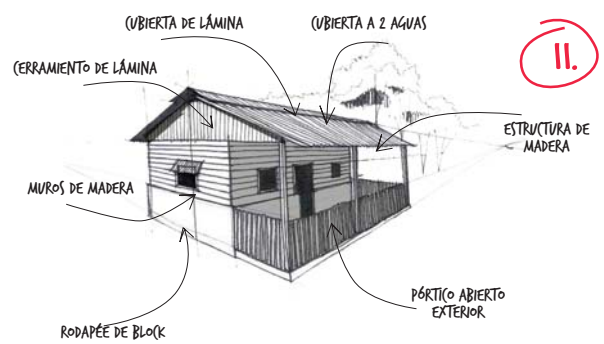 CUBIERTA DE LÁMINA
CUBIERTA A 2 AGUAS
II.
CERRAMIENTO DE LÁMINA
ESTRUCTURA DE
MADERA
MUROS DE MADERA
PÓRTICO ABIERTO
EXTERIOR
RODAPÉE DE BLOCK